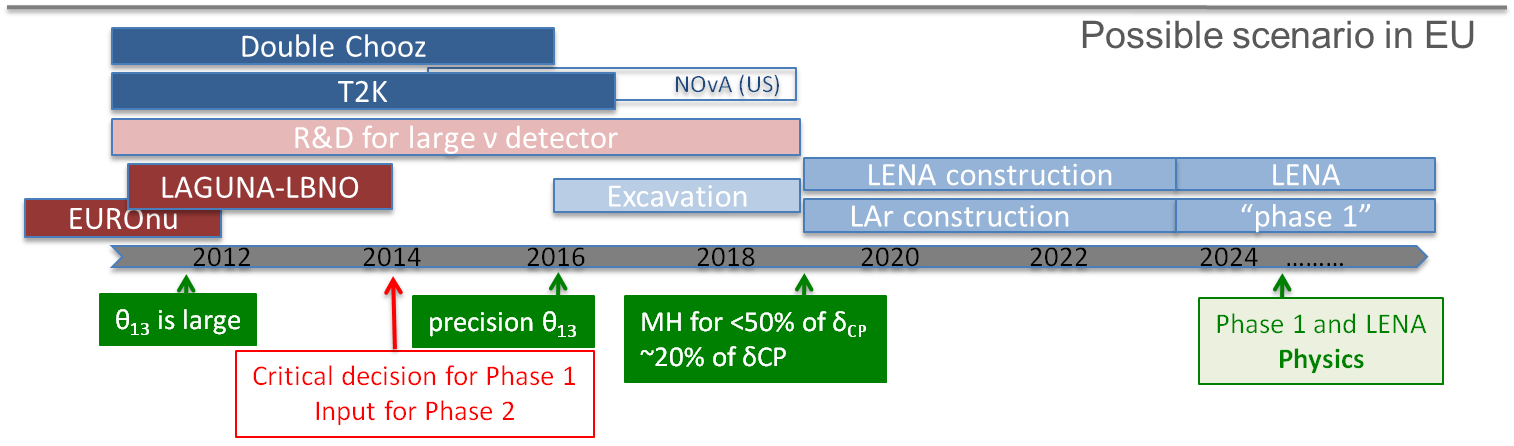 Possible scenario in EU
Double Chooz
T2K
NOvA (US)
R&D for large ν detector
LAGUNA-LBNO
EUROnu
Excavation
LENA construction
LENA
LAr construction
“phase 1”
2012 2014 2016 2018 2020 2022 2024 .........
θ₁₃ is large
precision θ₁₃
MH for <50% of δ_CP
~20% of δCP
Critical decision for Phase 1
Input for Phase 2
Phase 1 and LENA
Physics